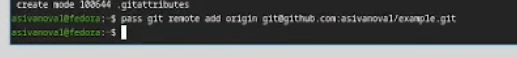 create mode 100644 .gitattributes
asivanoval@fedora:~$ pass git remote add origin git@github.com:asivanoval/example.git
asivanoval@fedora:~$